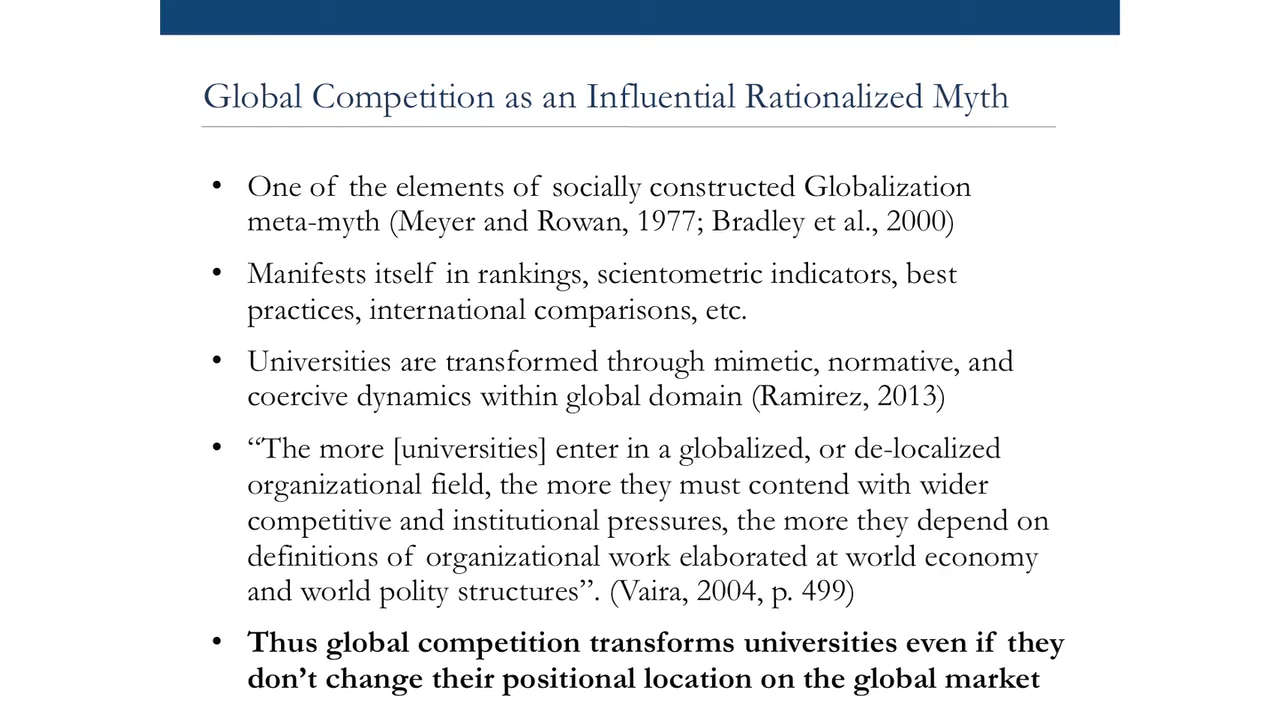 Global Competition as an Influential Rationalized Myth
• One of the elements of socially constructed Globalization
meta-myth (Meyer and Rowan, 1977; Bradley et al., 2000)
• Manifests itself in rankings, scientometric indicators, best
practices, international comparisons, etc.
• Universities are transformed through mimetic, normative, and
coercive dynamics within global domain (Ramirez, 2013)
• “The more [universities] enter in a globalized, or de-localized
organizational field, the more they must contend with wider
competitive and institutional pressures, the more they depend on
definitions of organizational work elaborated at world economy
and world polity structures”. (Vaira, 2004, p. 499)
• Thus global competition transforms universities even if they
don’t change their positional location on the global market